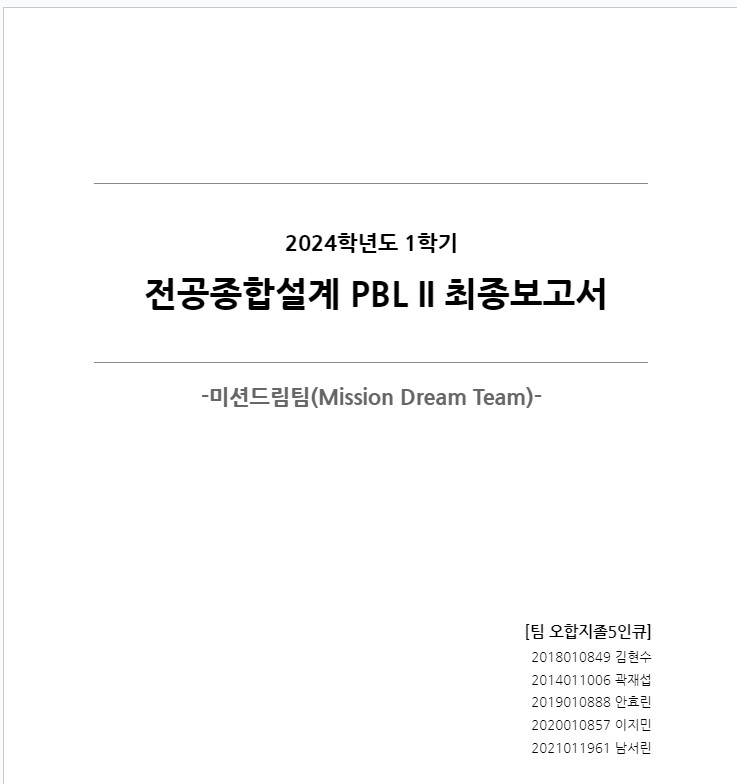 2024학년도 1학기
전공종합설계 PBL II 최종보고서
-미션드림팀(Mission Dream Team)-
[팀 오합지졸5인큐]
2018010849 김현수
2014011006 곽재섭
2019010888 안효린
2020010857 이지민
2021011961 남서린